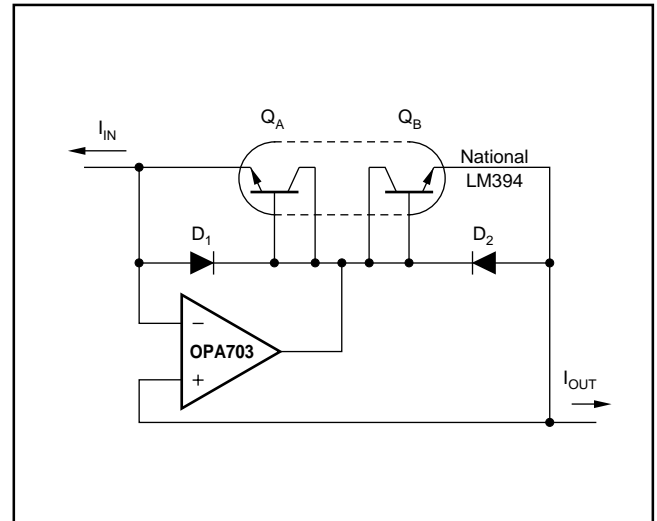 I_IN
Q_A
Q_B
National
LM394
D_1
D_2
−
OPA703
+
I_OUT